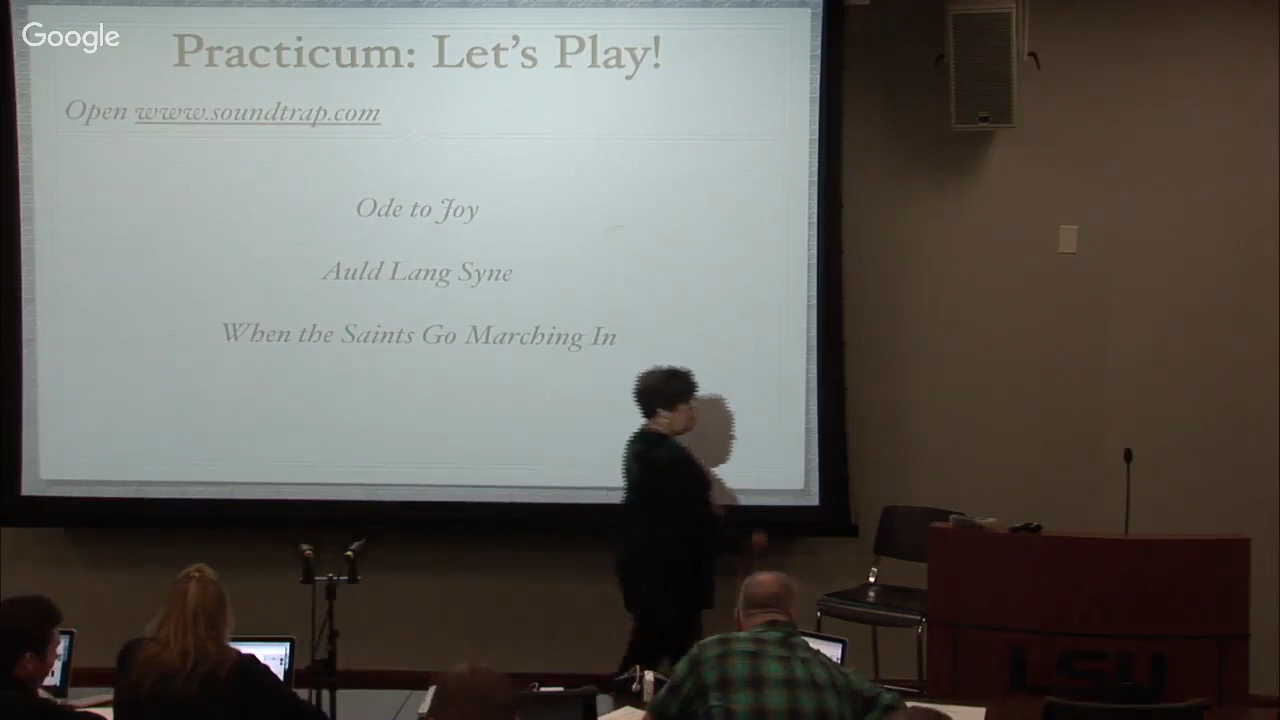 Google
Practicum: Let's Play!
Open www.soundtrap.com
Ode to Joy
Auld Lang Syne
When the Saints Go Marching In
LSU